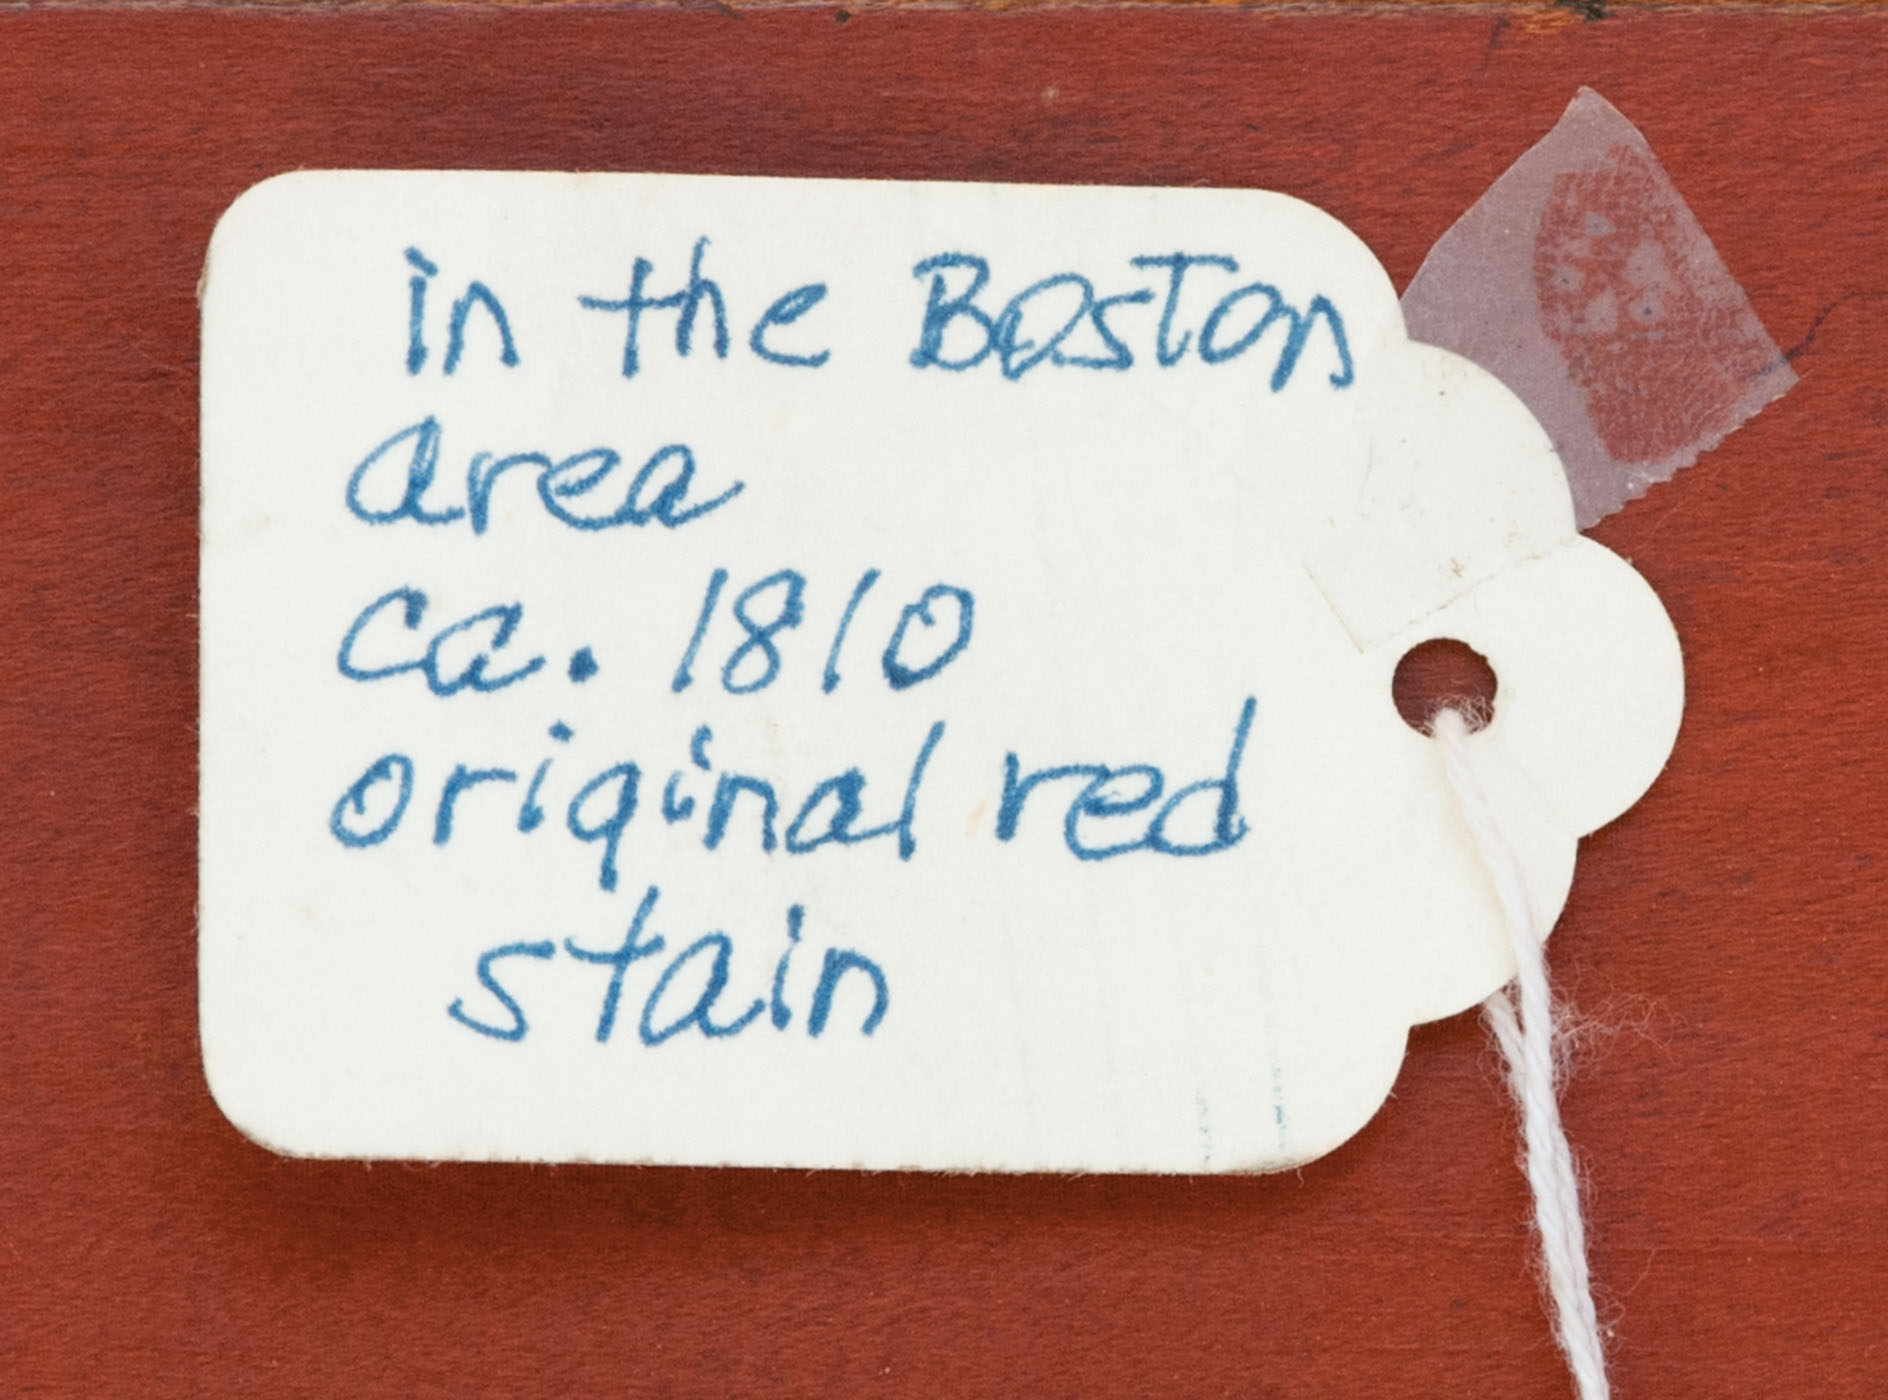 in the Boston
area
ca. 1810
original red
stain